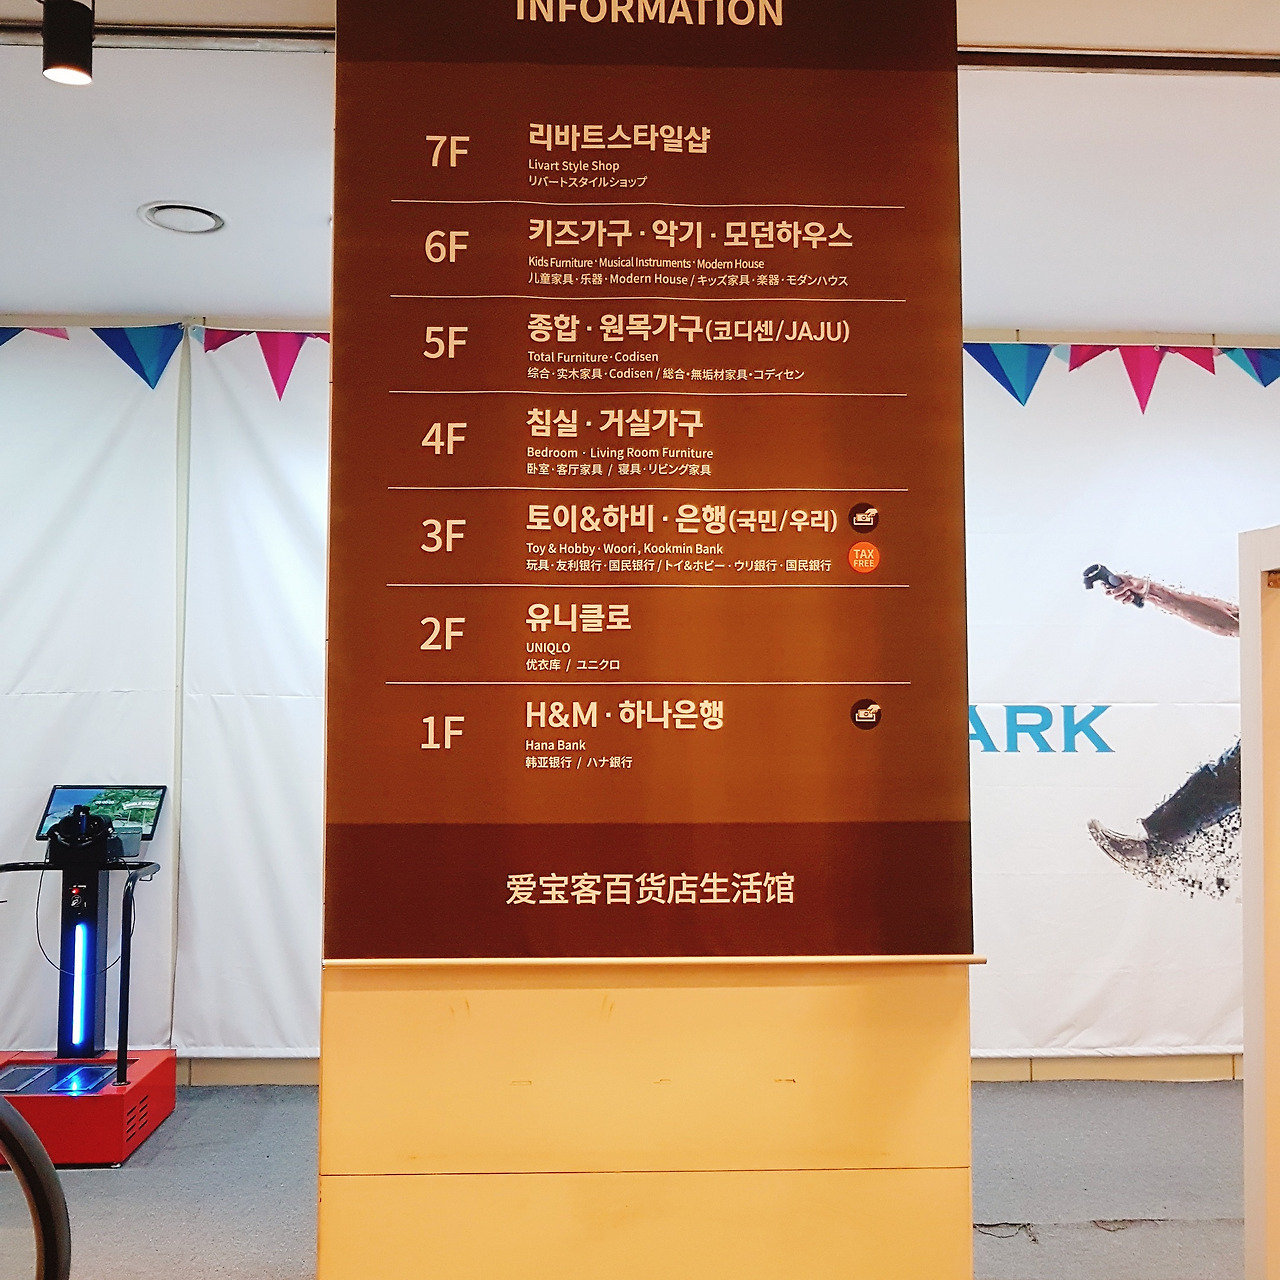 INFORMATION
7F
리바트스타일샵
Livart Style Shop
リバートスタイルショップ
6F
키즈가구 · 악기 · 모던하우스
Kids Furniture · Musical Instruments · Modern House
儿童家具 · 乐器 · Modern House / キッズ家具 · 楽器 · モダンハウス
5F
종합 · 원목가구(코디센/JAJU)
Total Furniture · Codisen
综合 · 实木家具 · Codisen / 総合・無垢材家具・コディセン
4F
침실 · 거실가구
Bedroom · Living Room Furniture
卧室 · 客厅家具 / 寝具 · リビング家具
3F
토이&하비 · 은행(국민/우리)
Toy & Hobby · Woori , Kookmin Bank
玩具 · 友利银行 · 国民银行 / トイ&ホビー · ウリ銀行 · 国民銀行
TAX
FREE
2F
유니클로
UNIQLO
优衣库 / ユニクロ
1F
H&M · 하나은행
Hana Bank
韩亚银行 / ハナ銀行
爱宝客百货店生活馆
ARK